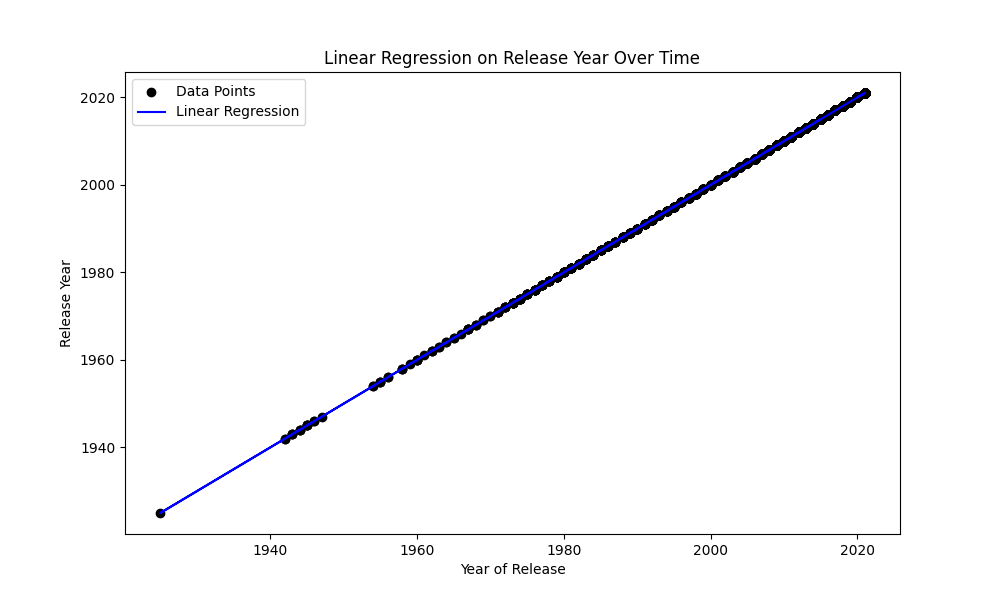 Linear Regression on Release Year Over Time
Data Points
Linear Regression
2020
2000
1980
1960
1940
Release Year
1940 1960 1980 2000 2020
Year of Release